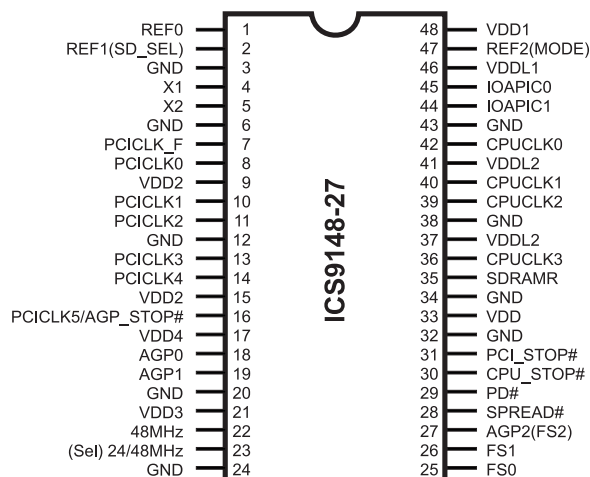 REF0 1 48 VDD1
REF1(SD_SEL) 2 47 REF2(MODE)
GND 3 46 VDDL1
X1 4 45 IOAPIC0
X2 5 44 IOAPIC1
GND 6 43 GND
PCICLK_F 7 42 CPUCLK0
PCICLK0 8 41 VDDL2
VDD2 9 40 CPUCLK1
PCICLK1 10 39 CPUCLK2
PCICLK2 11 38 GND
GND 12 37 VDDL2
PCICLK3 13 36 CPUCLK3
PCICLK4 14 35 SDRAMR
VDD2 15 34 GND
PCICLK5/AGP_STOP# 16 33 VDD
VDD4 17 32 GND
AGP0 18 31 PCI_STOP#
AGP1 19 30 CPU_STOP#
GND 20 29 PD#
VDD3 21 28 SPREAD#
48MHz 22 27 AGP2(FS2)
(Sel) 24/48MHz 23 26 FS1
GND 24 25 FS0
ICS9148-27